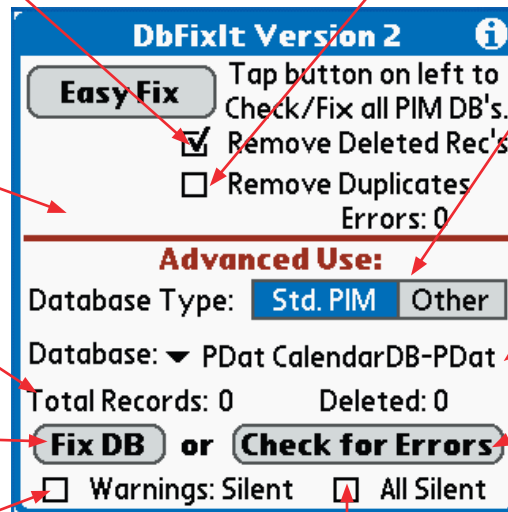 DbFixIt Version 2 i
Easy Fix Tap button on left to
Check/Fix all PIM DB's.
Remove Deleted Rec's
Remove Duplicates
Errors: 0
Advanced Use:
Database Type: Std. PIM Other
Database: PDat CalendarDB-PDat
Total Records: 0 Deleted: 0
Fix DB or Check for Errors
Warnings: Silent All Silent